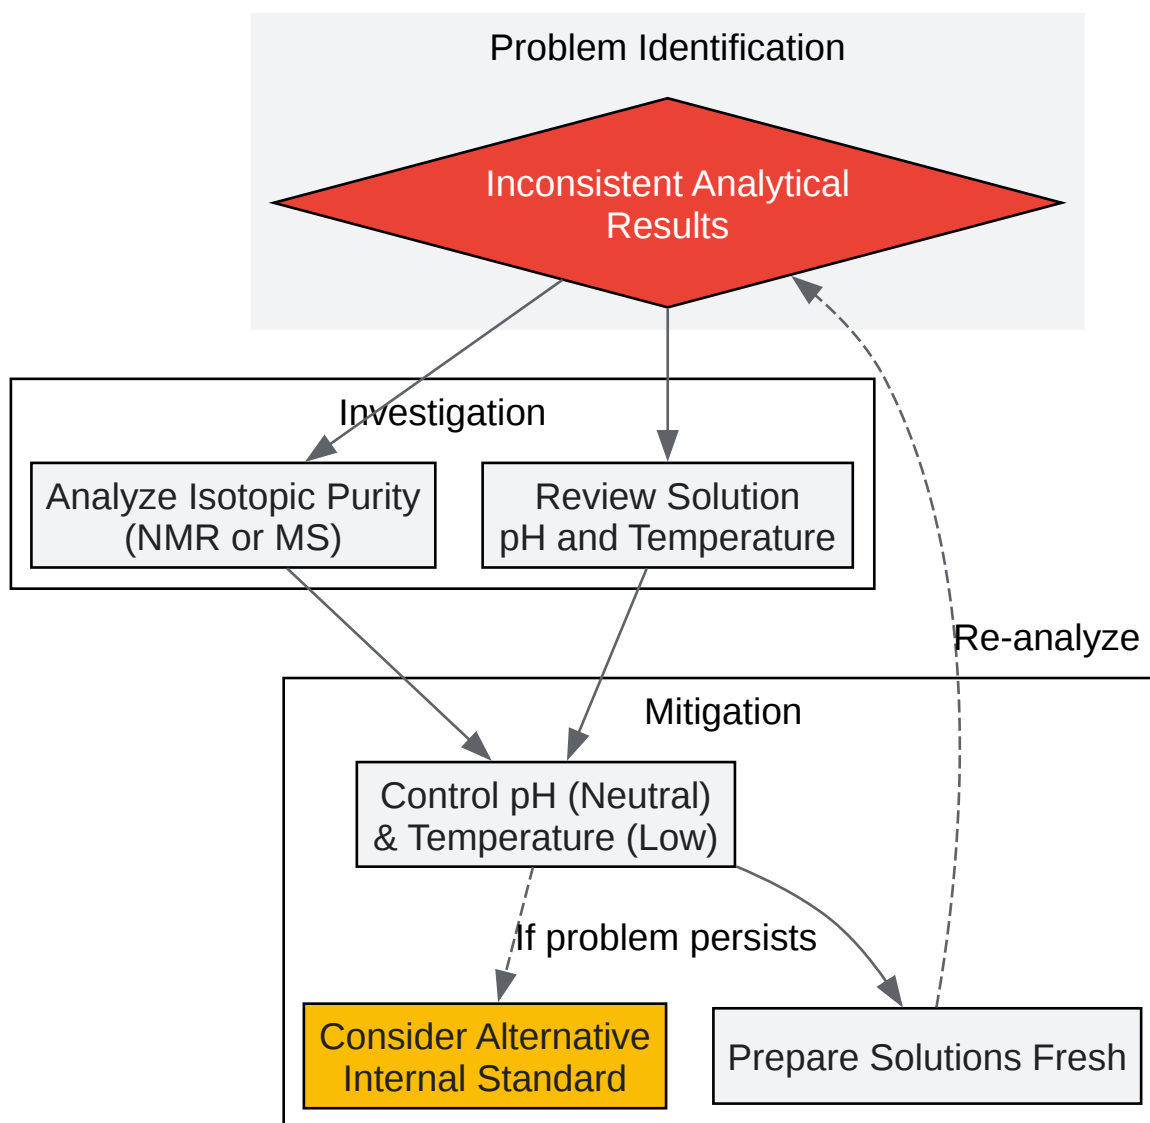 Problem Identification
Inconsistent Analytical
Results
Investigation
Analyze Isotopic Purity
(NMR or MS)
Review Solution
pH and Temperature
Re-analyze
Mitigation
Control pH (Neutral)
& Temperature (Low)
If problem persists
Consider Alternative
Internal Standard
Prepare Solutions Fresh